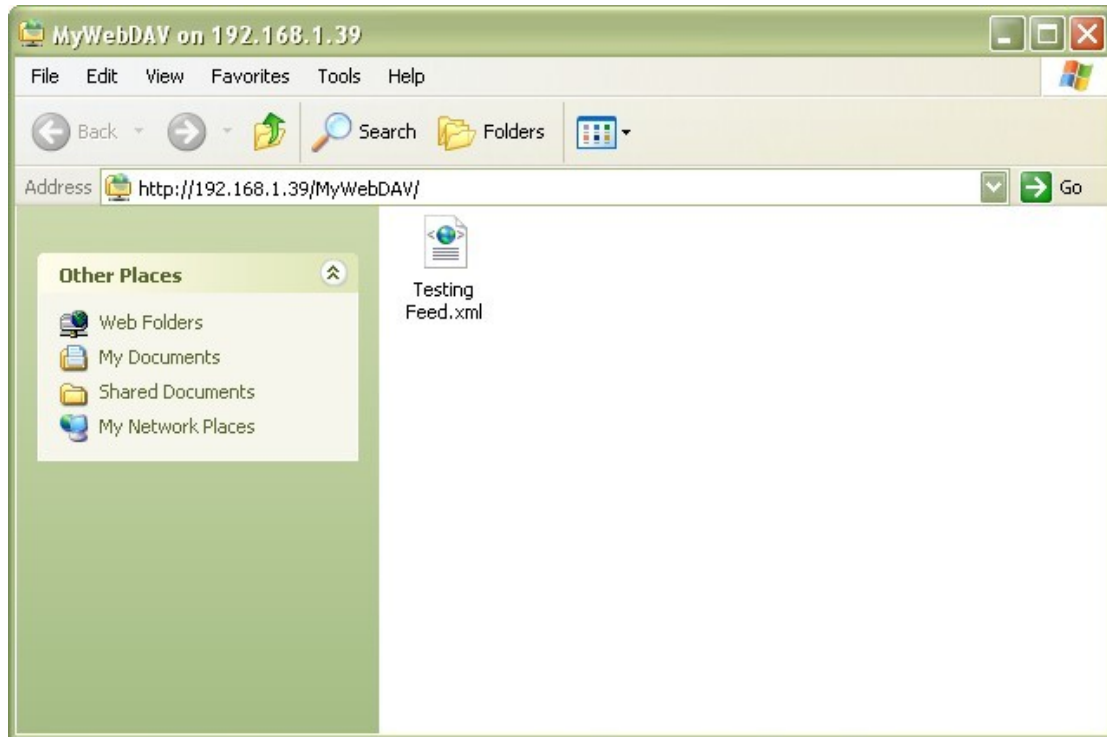 MyWebDAV on 192.168.1.39
File Edit View Favorites Tools Help
Back Search Folders
Address http://192.168.1.39/MyWebDAV/ Go
Other Places
Web Folders
My Documents
Shared Documents
My Network Places
Testing
Feed.xml